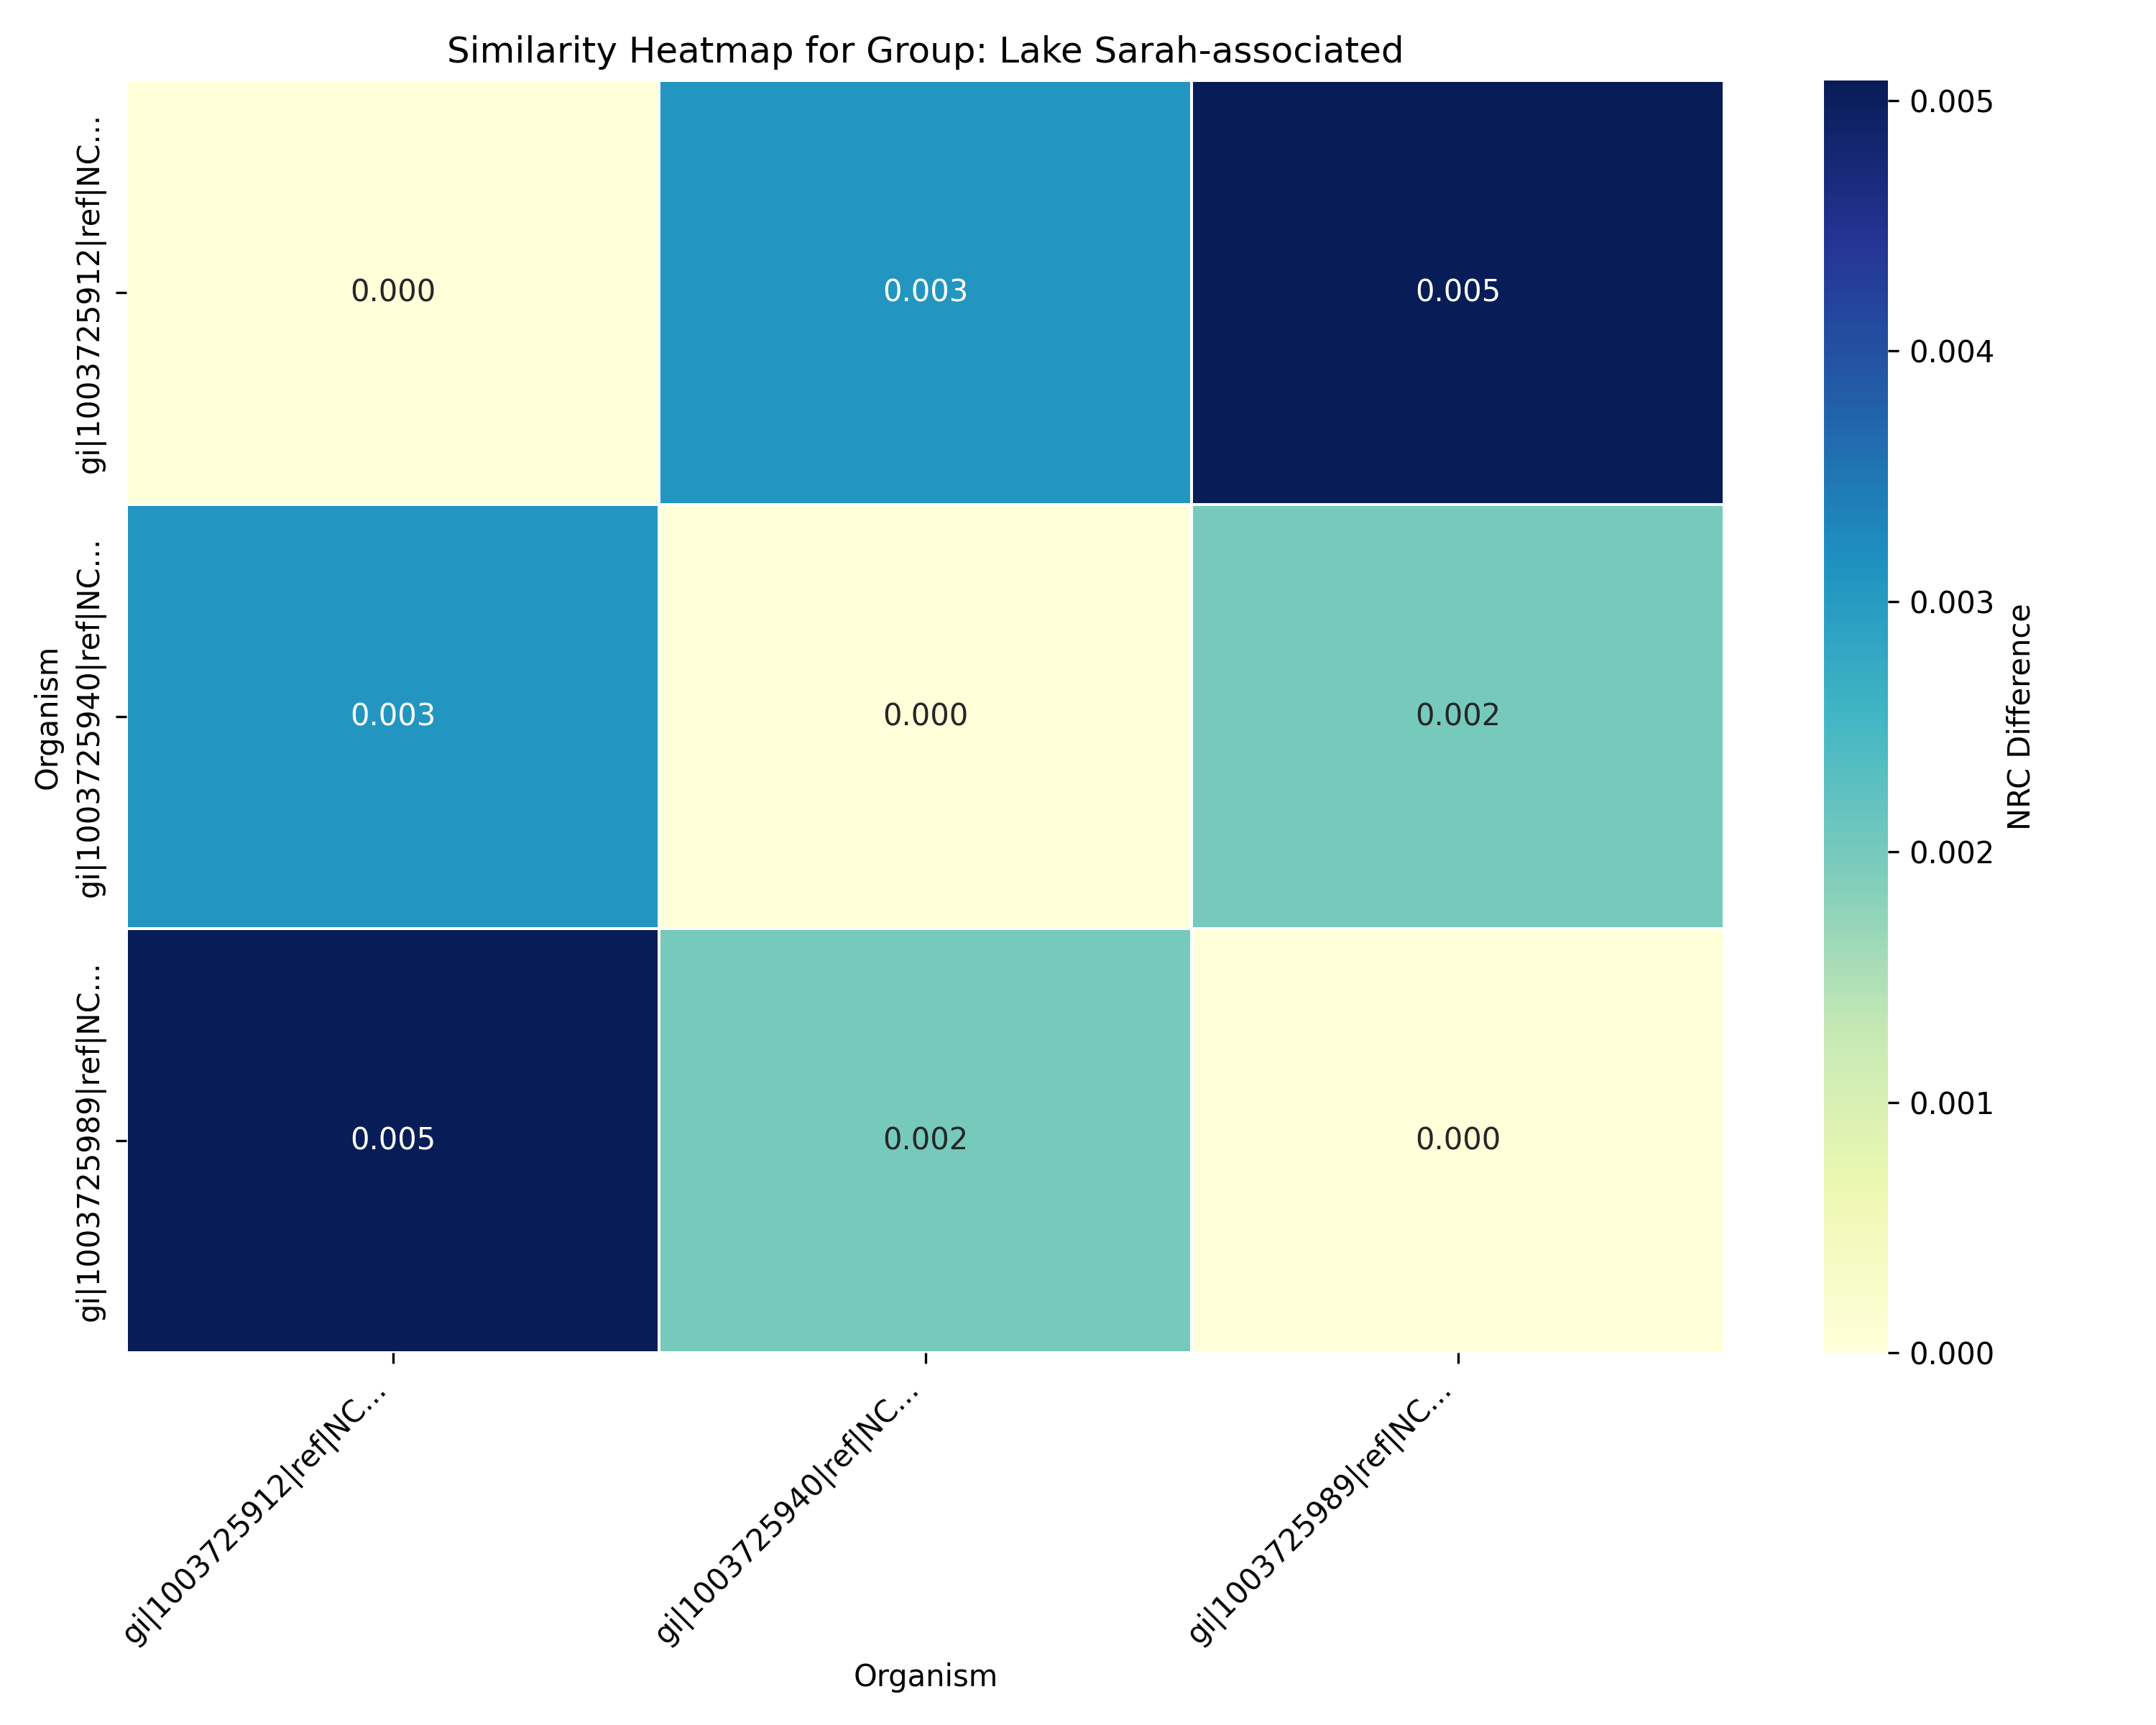 Similarity Heatmap for Group: Lake Sarah-associated
Organism
gi|1003725912|ref|NC...
0.000
0.003
0.005
gi|1003725940|ref|NC...
0.003
0.000
0.002
gi|1003725989|ref|NC...
0.005
0.002
0.000
gi|1003725912|ref|NC...
gi|1003725940|ref|NC...
gi|1003725989|ref|NC...
Organism
0.005
0.004
0.003
0.002
0.001
0.000
NRC Difference